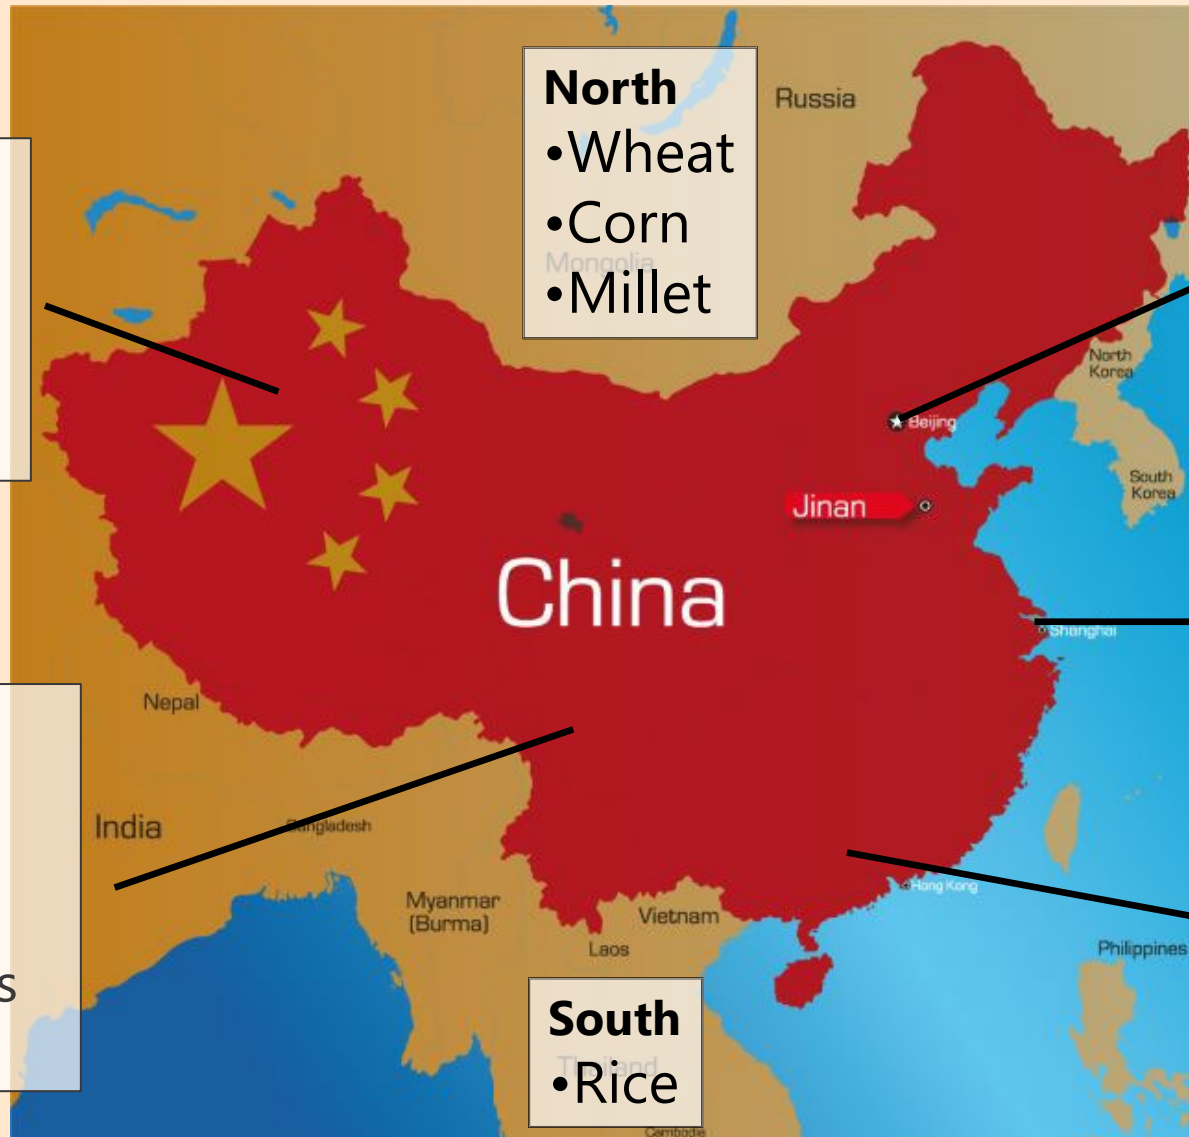 North
•Wheat
•Corn
•Millet
Russia
Mongolia
North
Korea
Beijing
South
Korea
Jinan
China
Shanghai
Nepal
India
Bangladesh
Myanmar
(Burma)
Vietnam
Hong Kong
Laos
Philippines
s
South
•Rice
Thailand
Cambodia